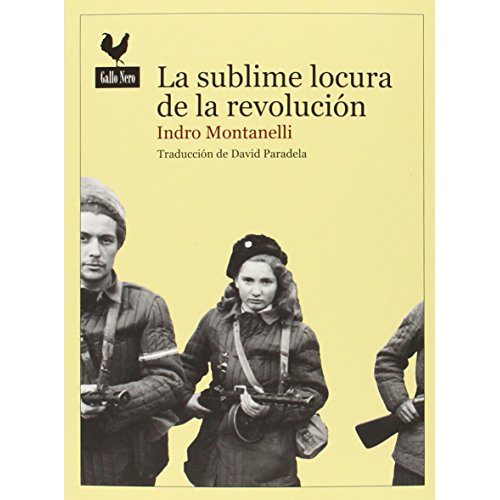 Gallo Nero
La sublime locura
de la revolución
Indro Montanelli
Traducción de David Paradela